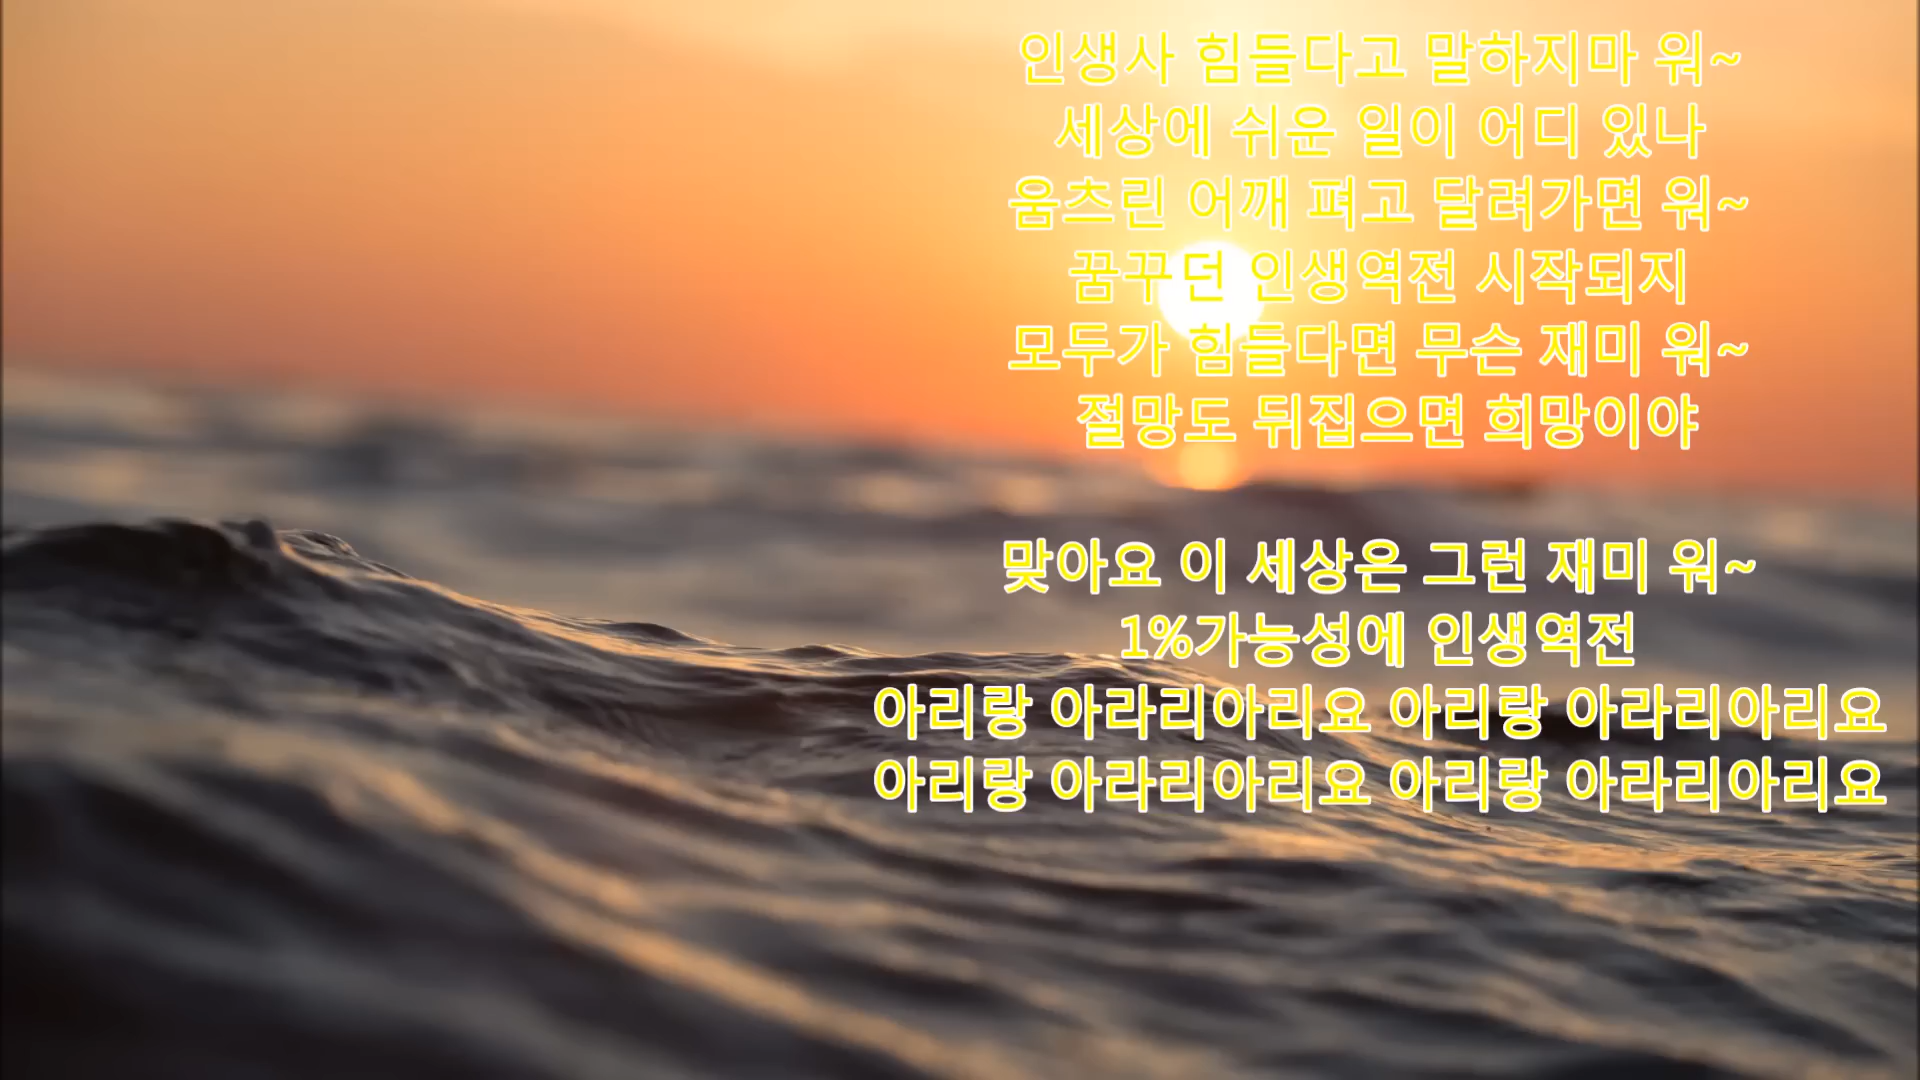 인생사 힘들다고 말하지마 워~
세상에 쉬운 일이 어디 있나
움츠린 어깨 펴고 달려가면 워~
꿈꾸던 인생역전 시작되지
모두가 힘들다면 무슨 재미 워~
절망도 뒤집으면 희망이야
맞아요 이 세상은 그런 재미 워~
1%가능성에 인생역전
아리랑 아라리아리요 아리랑 아라리아리요
아리랑 아라리아리요 아리랑 아라리아리요